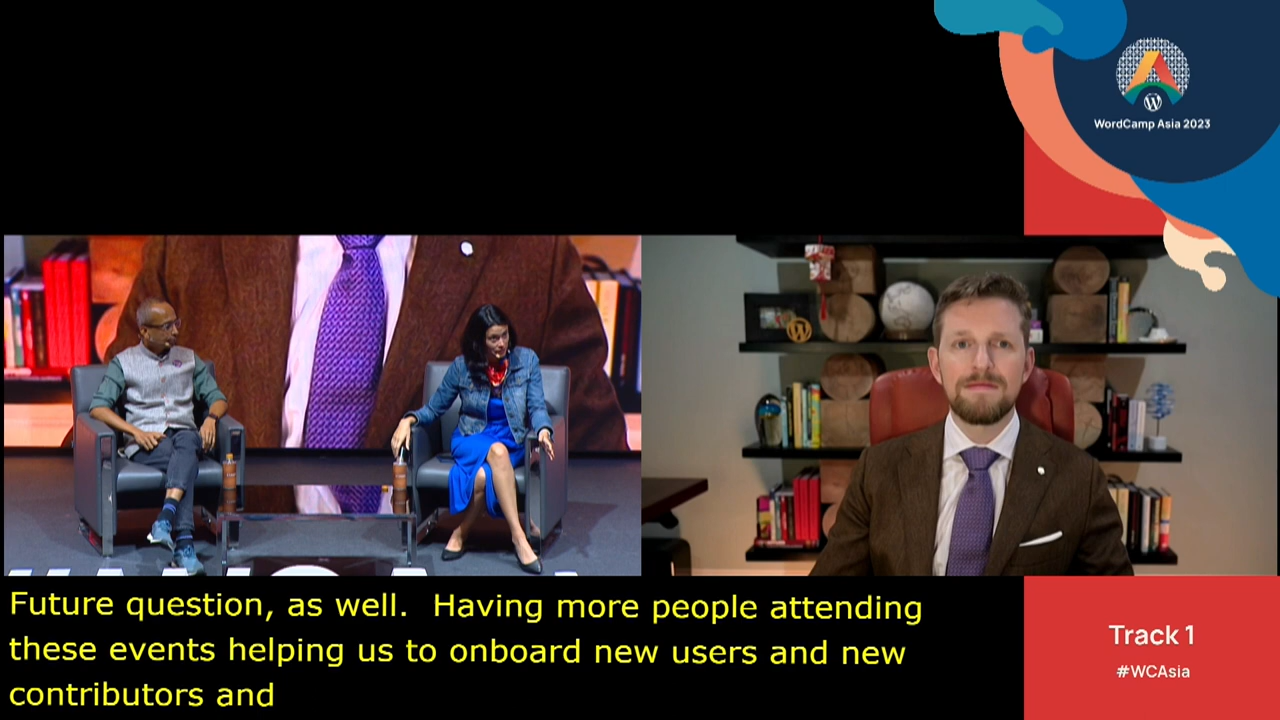 WordCamp Asia 2023
Future question, as well.  Having more people attending
these events helping us to onboard new users and new
contributors and
Track 1
#WCAsia